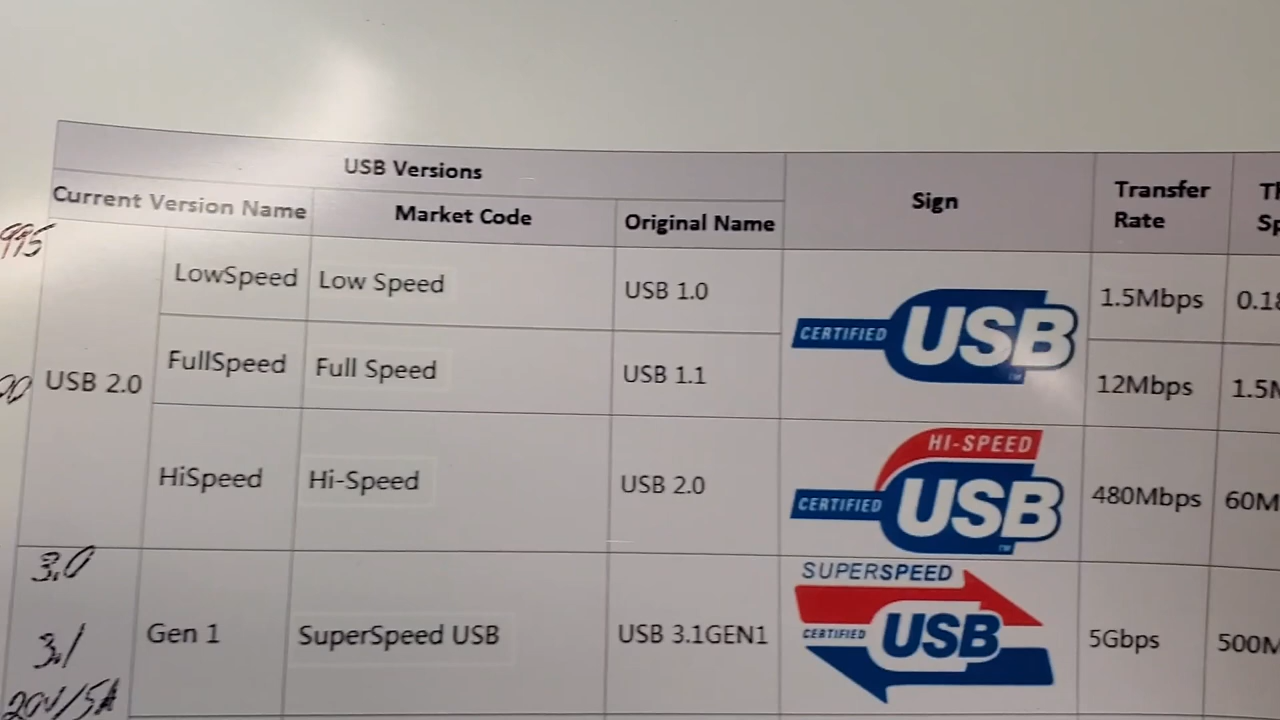 USB Versions
Current Version Name
Market Code
Original Name
Sign
Transfer
Rate
USB 2.0
LowSpeed
Low Speed
USB 1.0
CERTIFIED USB
1.5Mbps
FullSpeed
Full Speed
USB 1.1
12Mbps
HiSpeed
Hi-Speed
USB 2.0
HI-SPEED
CERTIFIED USB
TM
480Mbps
3.0
3.1
20V/5A
Gen 1
SuperSpeed USB
USB 3.1GEN1
SUPERSPEED
CERTIFIED USB
5Gbps